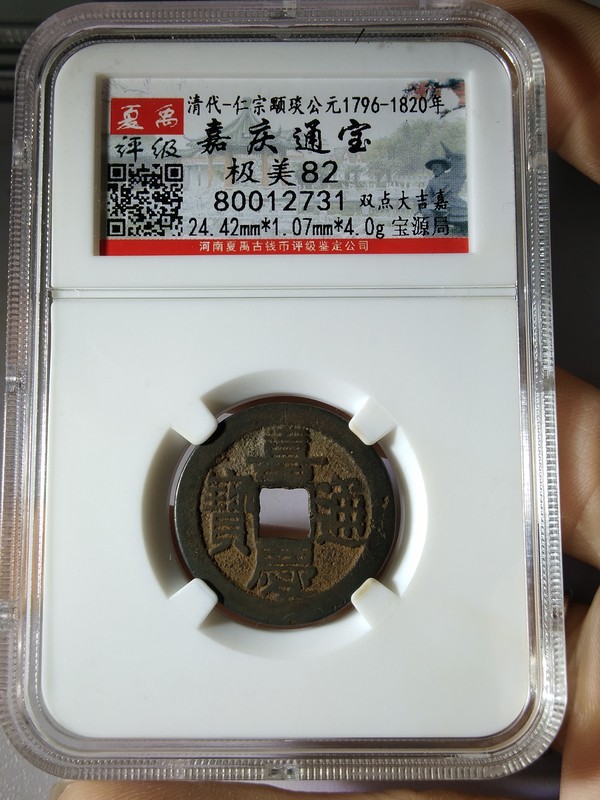 夏禹
评级
清代-仁宗颙琰公元1796-1820年
嘉庆通宝
极美82
80012731 双点大吉嘉
24.42mm*1.07mm*4.0g 宝源局
河南夏禹古钱币评级鉴定公司
嘉
慶
通
寶